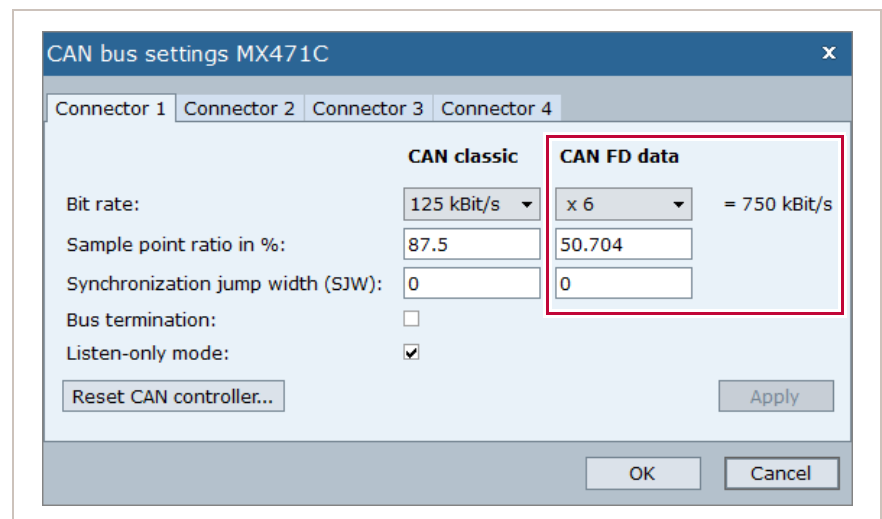 CAN bus settings MX471C x
Connector 1 Connector 2 Connector 3 Connector 4
CAN classic CAN FD data
Bit rate: 125 kBit/s x 6 = 750 kBit/s
Sample point ratio in %: 87.5 50.704
Synchronization jump width (SJW): 0 0
Bus termination:
Listen-only mode:
Reset CAN controller... Apply
OK Cancel